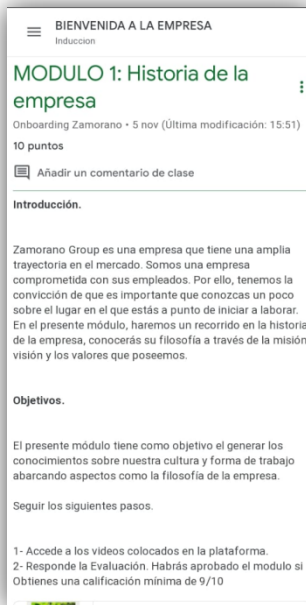 BIENVENIDA A LA EMPRESA
Induccion
MODULO 1: Historia de la
empresa
Onboarding Zamorano • 5 nov (Última modificación: 15:51)
10 puntos
Añadir un comentario de clase
Introducción.
Zamorano Group es una empresa que tiene una amplia
trayectoria en el mercado. Somos una empresa
comprometida con sus empleados. Por ello, tenemos la
convicción de que es importante que conozcas un poco
sobre el lugar en el que estás a punto de iniciar a laborar.
En el presente módulo, haremos un recorrido en la historia
de la empresa, conocerás su filosofía a través de la misión,
visión y los valores que poseemos.
Objetivos.
El presente módulo tiene como objetivo el generar los
conocimientos sobre nuestra cultura y forma de trabajo
abarcando aspectos como la filosofía de la empresa.
Seguir los siguientes pasos.
1- Accede a los videos colocados en la plataforma.
2- Responde la Evaluación. Habrás aprobado el modulo si
Obtienes una calificación mínima de 9/10